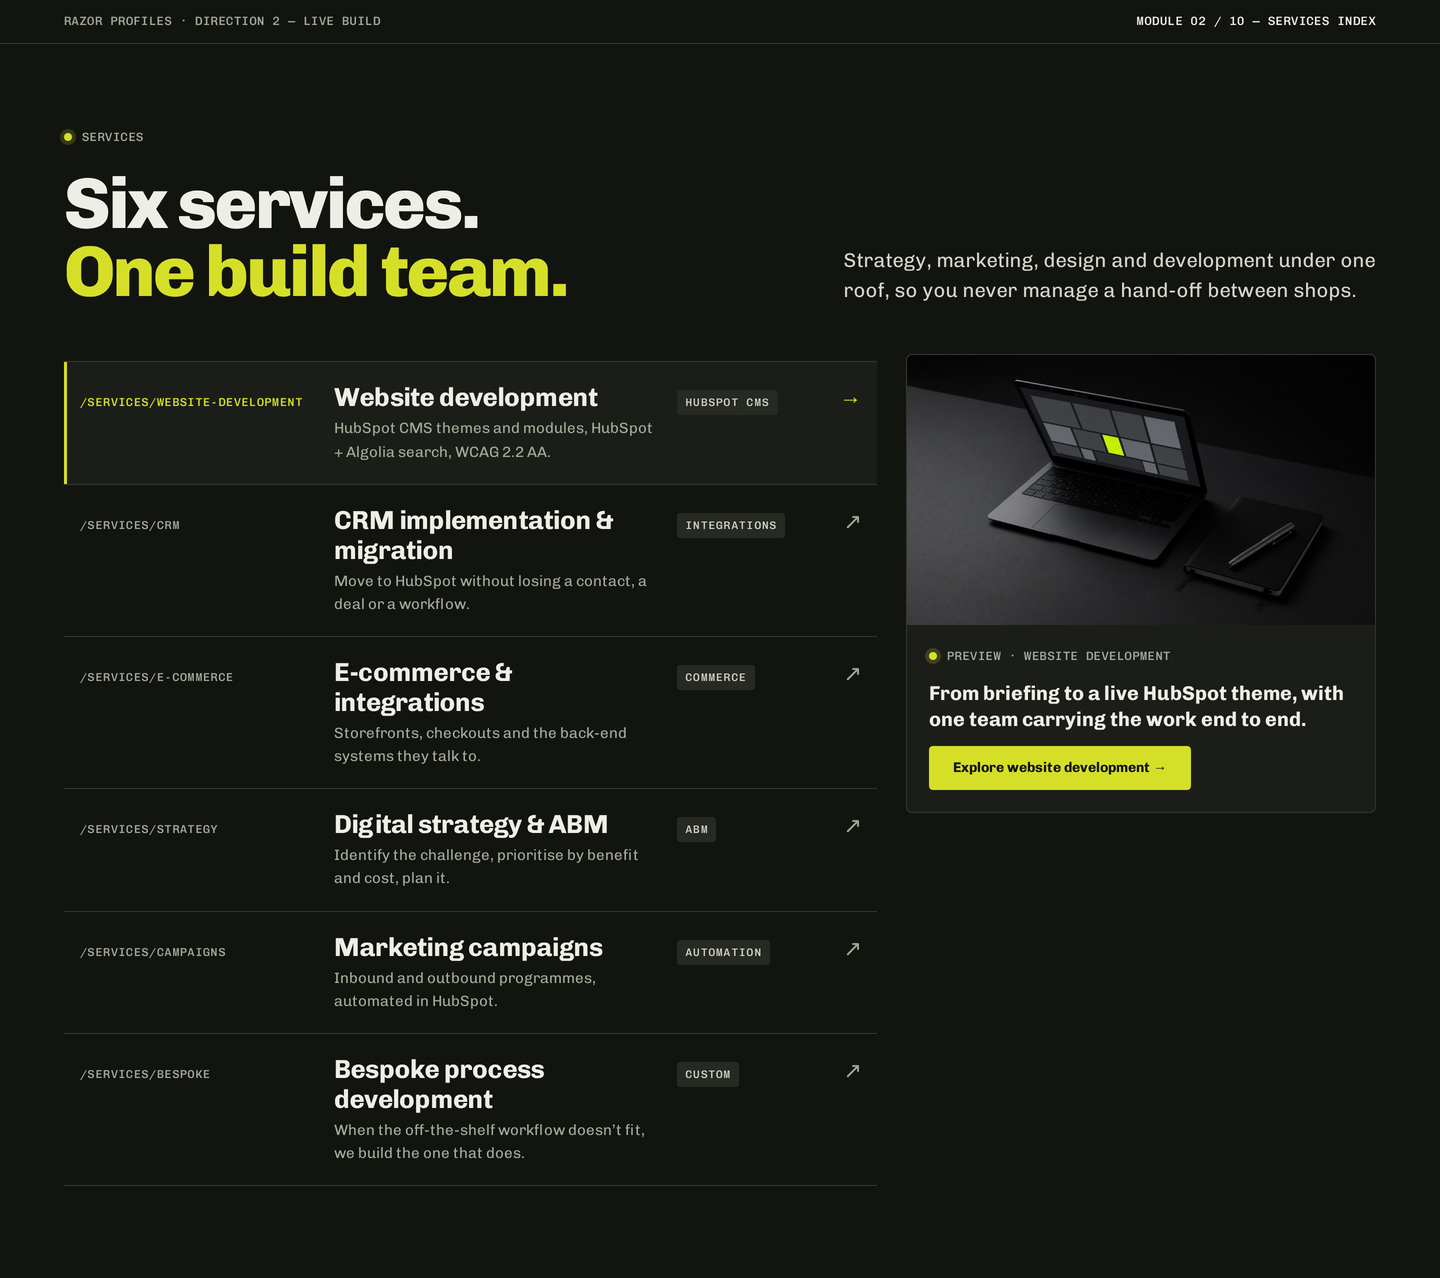 RAZOR PROFILES · DIRECTION 2 — LIVE BUILD
MODULE 02 / 10 — SERVICES INDEX
SERVICES
Six services.
One build team.
Strategy, marketing, design and development under one
roof, so you never manage a hand-off between shops.
/SERVICES/WEBSITE-DEVELOPMENT
Website development
HubSpot CMS themes and modules, HubSpot
+ Algolia search, WCAG 2.2 AA.
HUBSPOT CMS
→
/SERVICES/CRM
CRM implementation &
migration
Move to HubSpot without losing a contact, a
deal or a workflow.
INTEGRATIONS
↗
/SERVICES/E-COMMERCE
E-commerce &
integrations
Storefronts, checkouts and the back-end
systems they talk to.
COMMERCE
↗
/SERVICES/STRATEGY
Digital strategy & ABM
Identify the challenge, prioritise by benefit
and cost, plan it.
ABM
↗
/SERVICES/CAMPAIGNS
Marketing campaigns
Inbound and outbound programmes,
automated in HubSpot.
AUTOMATION
↗
/SERVICES/BESPOKE
Bespoke process
development
When the off-the-shelf workflow doesn’t fit,
we build the one that does.
CUSTOM
↗
PREVIEW · WEBSITE DEVELOPMENT
From briefing to a live HubSpot theme, with
one team carrying the work end to end.
Explore website development →